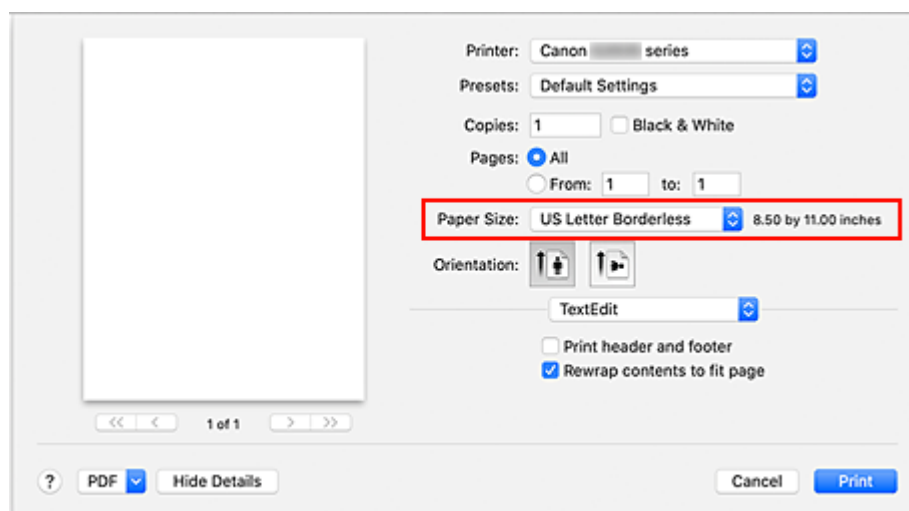 Printer: Canon series
Presets: Default Settings
Copies: 1 Black & White
Pages: All
From: 1 to: 1
Paper Size: US Letter Borderless 8.50 by 11.00 inches
Orientation:
TextEdit
Print header and footer
Rewrap contents to fit page
<< < 1 of 1 > >>
? PDF Hide Details Cancel Print